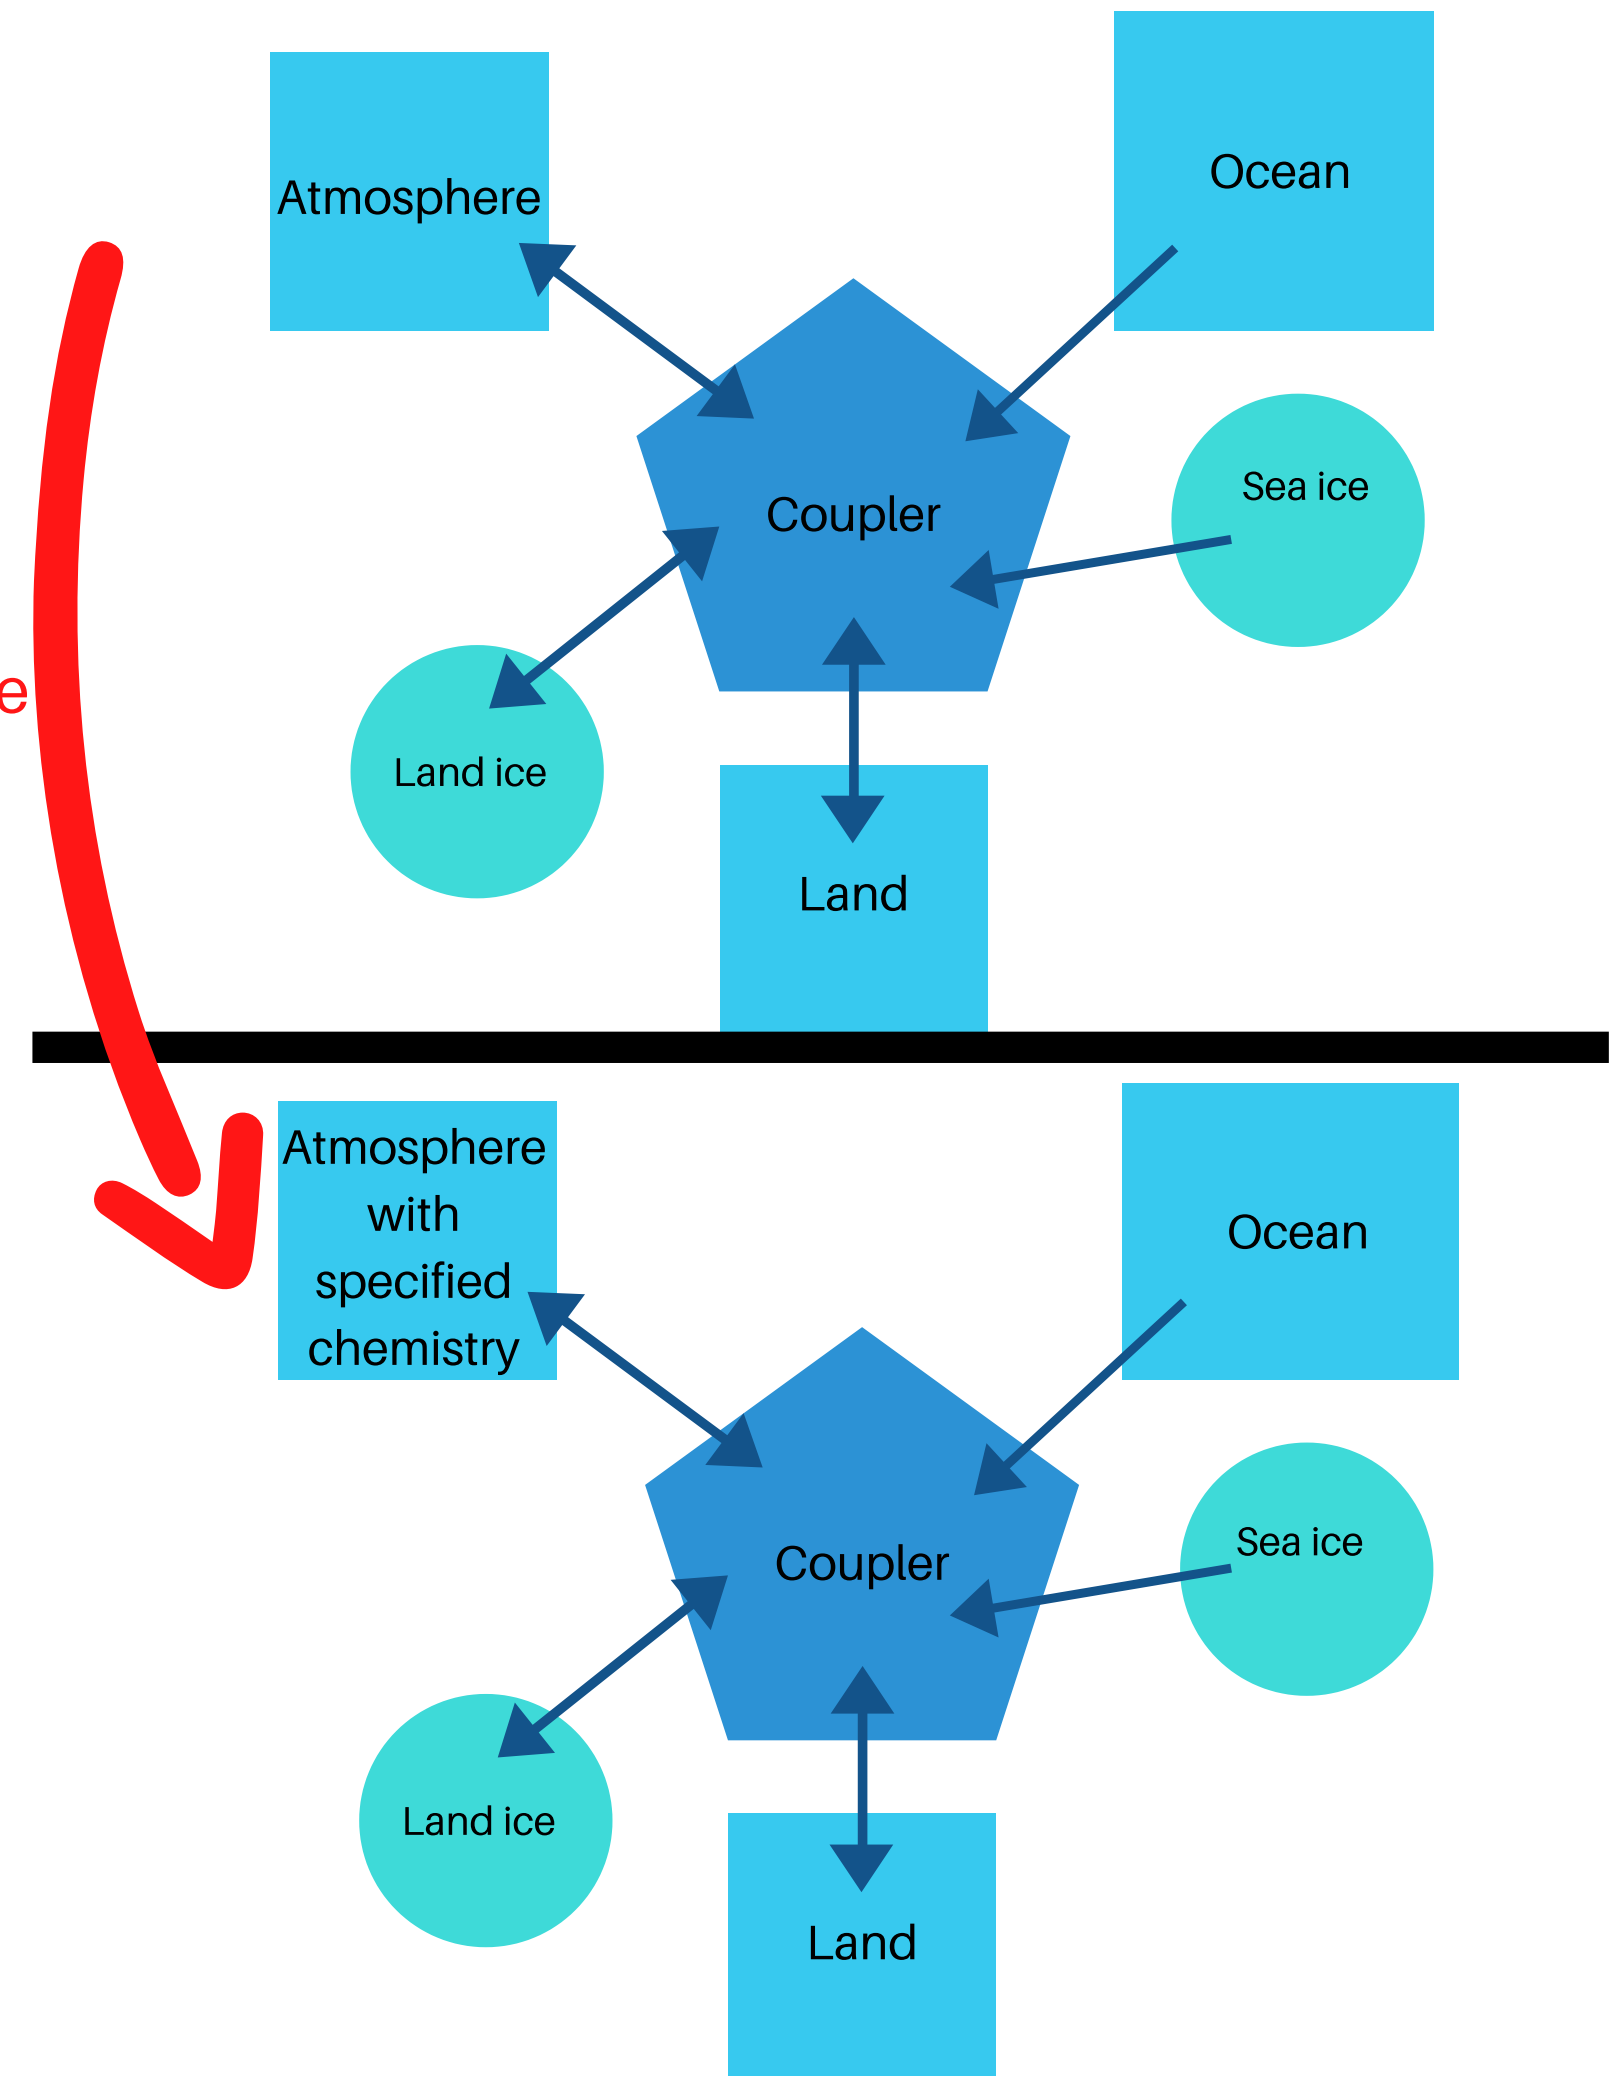 Atmosphere
Ocean
Sea ice
Coupler
e
Land ice
Land
Atmosphere
with
specified
chemistry
Ocean
Sea ice
Coupler
Land ice
Land